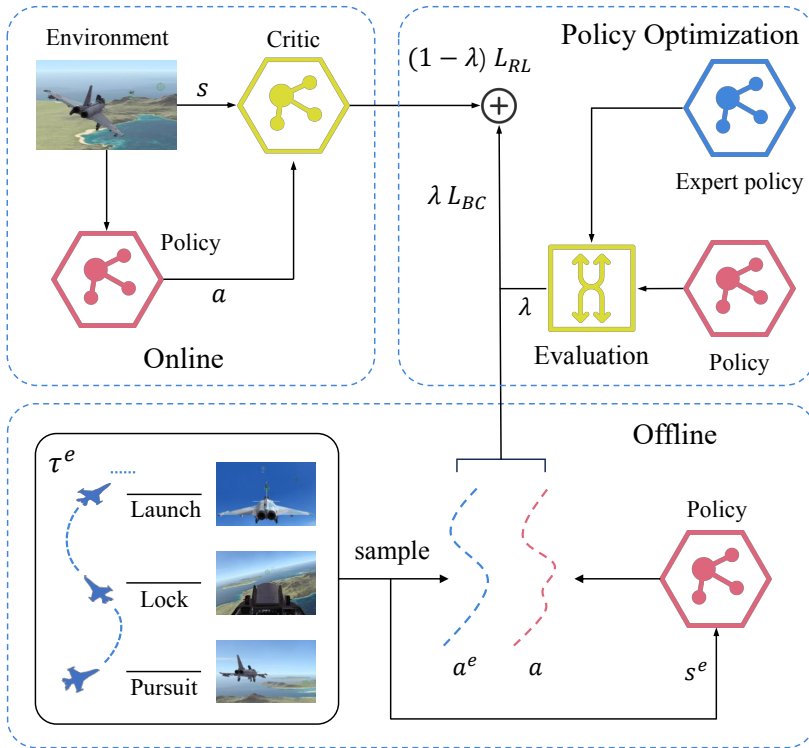 Environment
Critic
s
Policy
a
Online
(1 − λ) L_RL
Policy Optimization
Expert policy
λ L_BC
λ
Evaluation
Policy
Offline
τ^e
Launch
Lock
Pursuit
sample
a^e
a
Policy
s^e